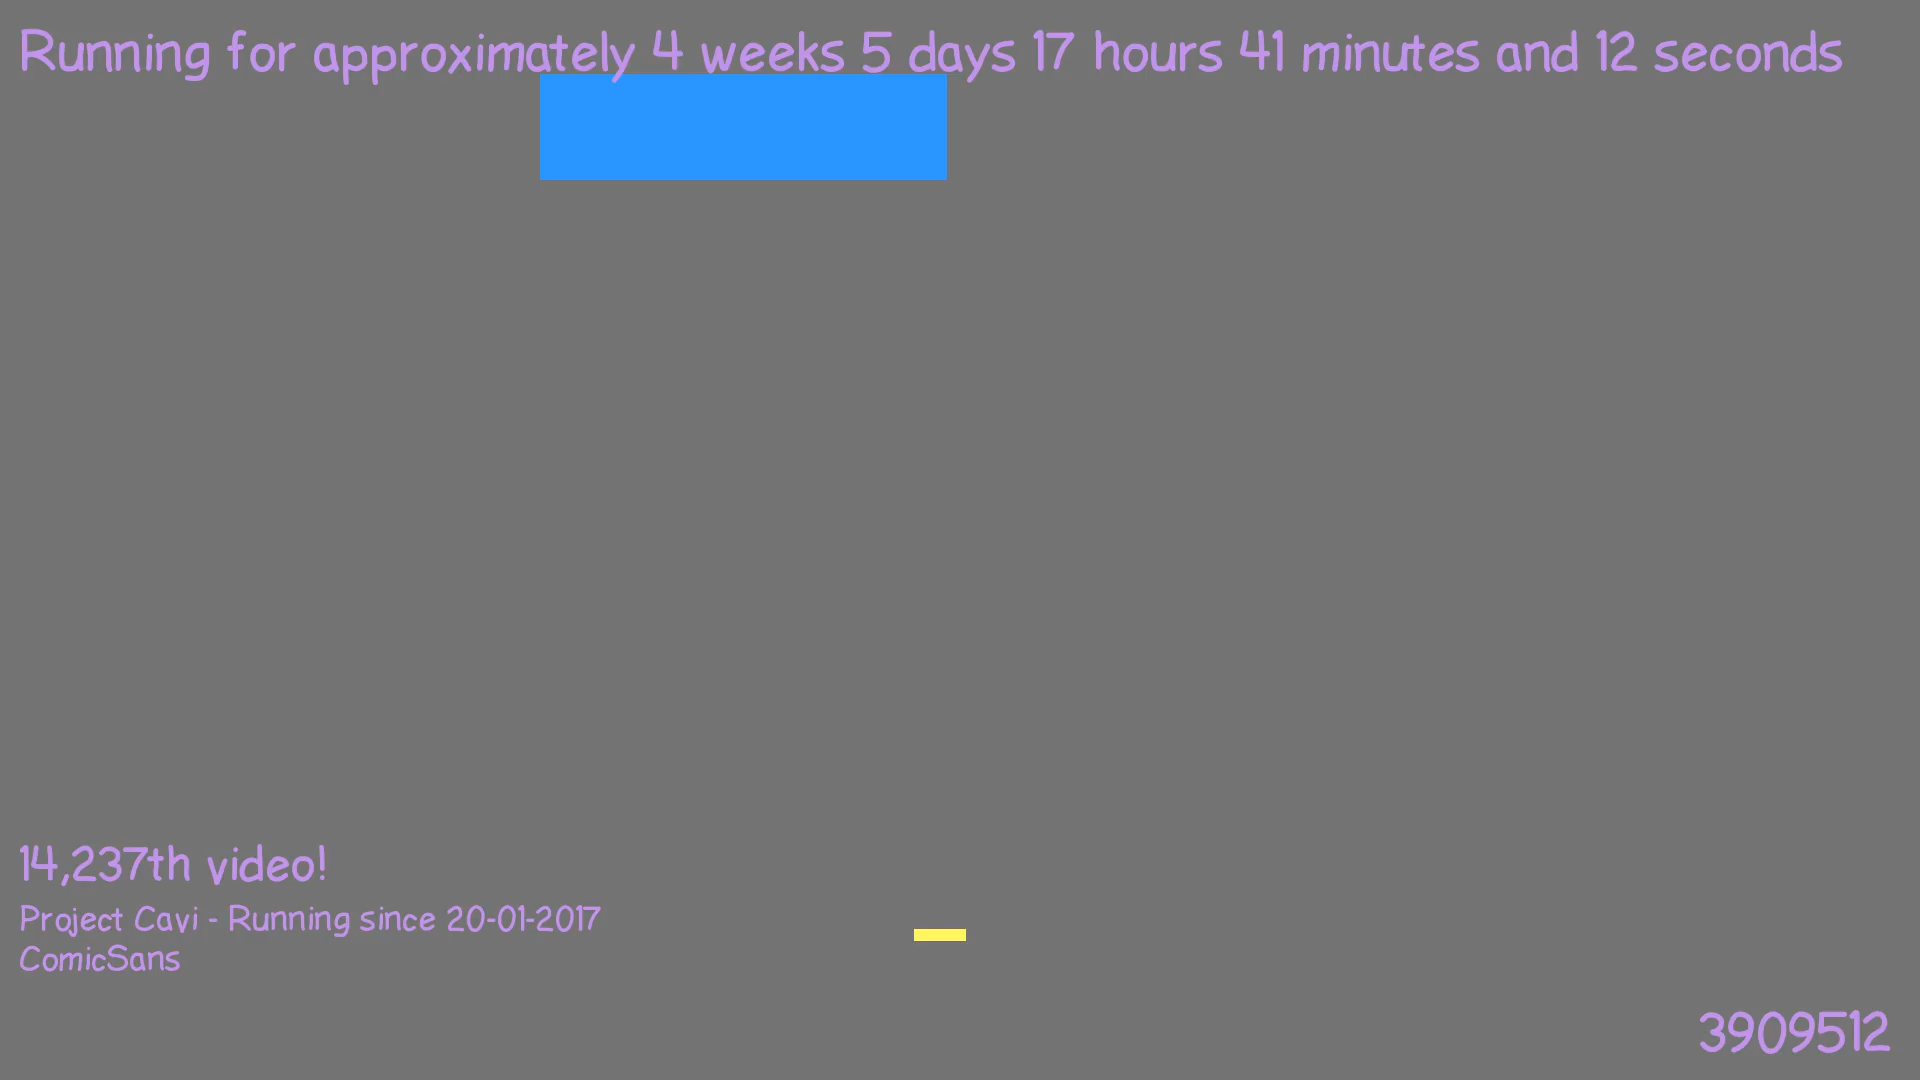 Running for approximately 4 weeks 5 days 17 hours 41 minutes and 12 seconds
14,237th video!
Project Cavi - Running since 20-01-2017
ComicSans
3909512